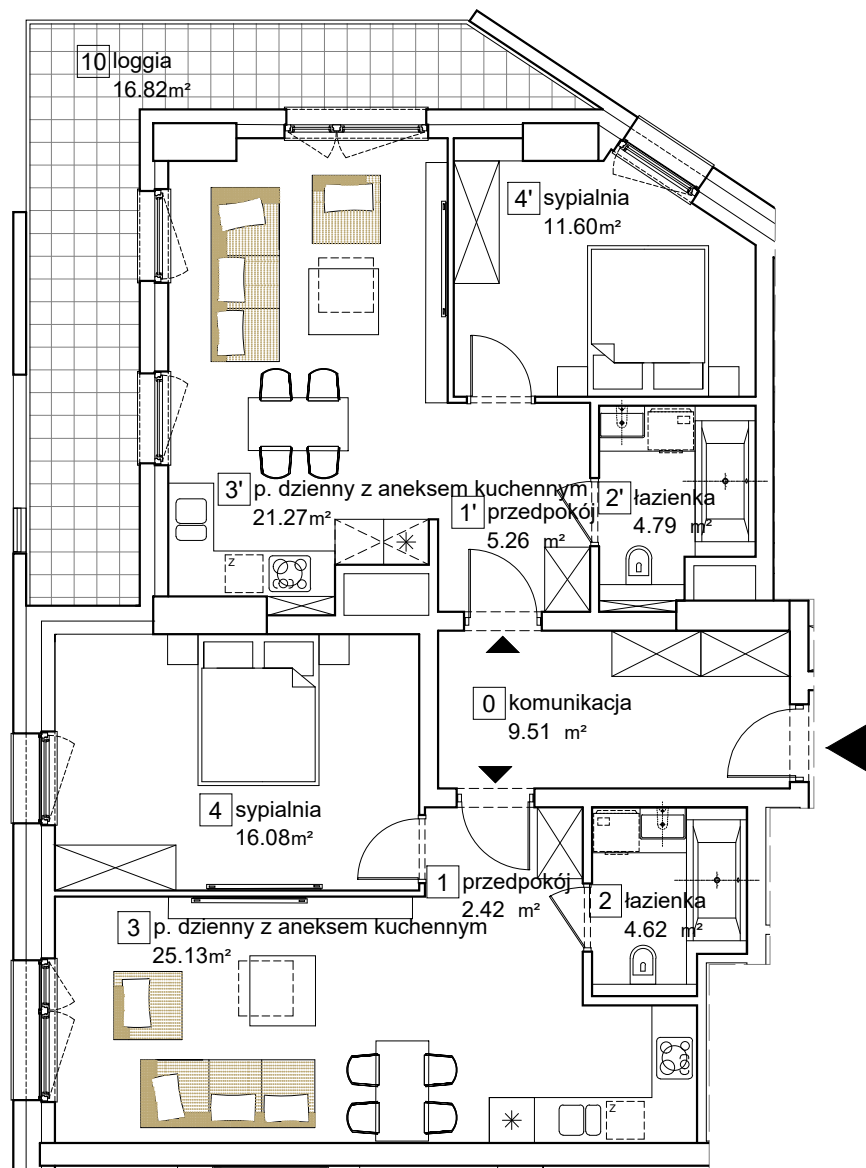 10 loggia
16.82m²
4' sypialnia
11.60m²
3' p. dzienny z aneksem kuchennym
21.27m²
1' przedpokój
5.26 m²
2' łazienka
4.79 m²
z
0 komunikacja
9.51 m²
4 sypialnia
16.08m²
1 przedpokój
2.42 m²
2 łazienka
4.62 m²
3 p. dzienny z aneksem kuchennym
25.13m²
z